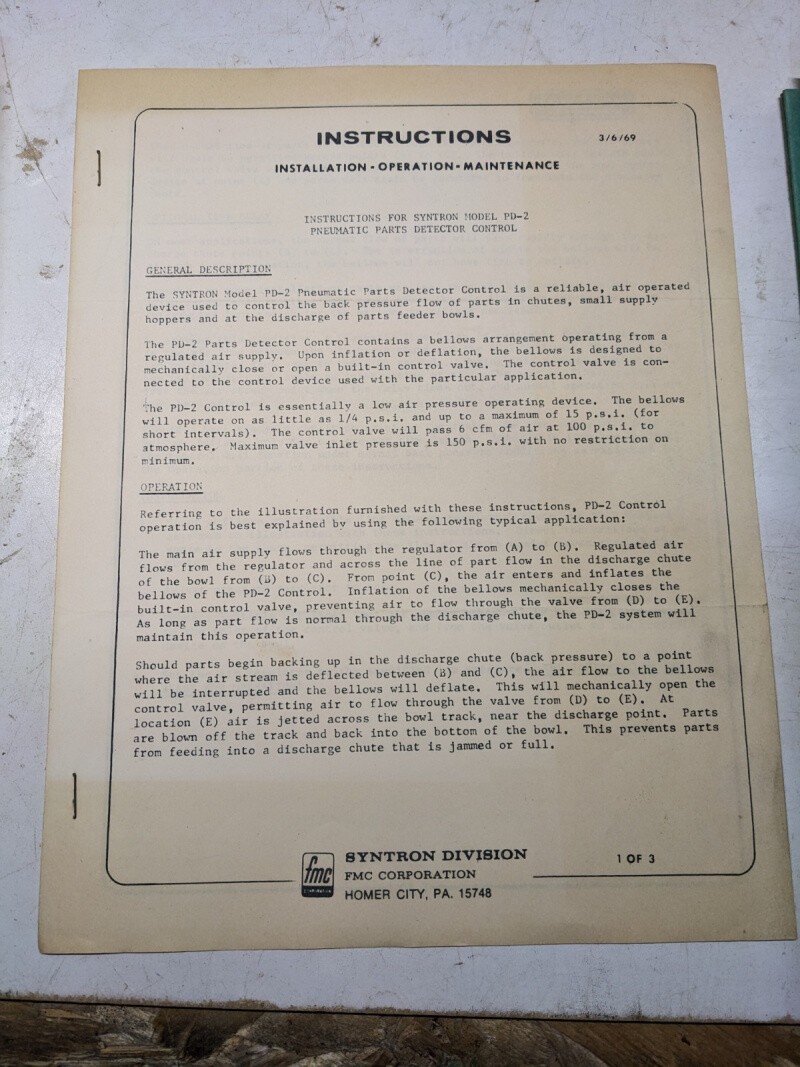 INSTRUCTIONS
3/6/69
INSTALLATION - OPERATION - MAINTENANCE
INSTRUCTIONS FOR SYNTRON MODEL PD-2
PNEUMATIC PARTS DETECTOR CONTROL
GENERAL DESCRIPTION
The SYNTRON Model PD-2 Pneumatic Parts Detector Control is a reliable, air operated
device used to control the back pressure flow of parts in chutes, small supply
hoppers and at the discharge of parts feeder bowls.
The PD-2 Parts Detector Control contains a bellows arrangement operating from a
regulated air supply. Upon inflation or deflation, the bellows is designed to
mechanically close or open a built-in control valve. The control valve is con-
nected to the control device used with the particular application.
The PD-2 Control is essentially a low air pressure operating device. The bellows
will operate on as little as 1/4 p.s.i. and up to a maximum of 15 p.s.i. (for
short intervals). The control valve will pass 6 cfm of air at 100 p.s.i. to
atmosphere. Maximum valve inlet pressure is 150 p.s.i. with no restriction on
minimum.
OPERATION
Referring to the illustration furnished with these instructions, PD-2 Control
operation is best explained by using the following typical application:
The main air supply flows through the regulator from (A) to (B). Regulated air
flows from the regulator and across the line of part flow in the discharge chute
of the bowl from (B) to (C). From point (C), the air enters and inflates the
bellows of the PD-2 Control. Inflation of the bellows mechanically closes the
built-in control valve, preventing air to flow through the valve from (D) to (E).
As long as part flow is normal through the discharge chute, the PD-2 system will
maintain this operation.
Should parts begin backing up in the discharge chute (back pressure) to a point
where the air stream is deflected between (B) and (C), the air flow to the bellows
will be interrupted and the bellows will deflate. This will mechanically open the
control valve, permitting air to flow through the valve from (D) to (E). At
location (E) air is jetted across the bowl track, near the discharge point. Parts
are blown off the track and back into the bottom of the bowl. This prevents parts
from feeding into a discharge chute that is jammed or full.
fmc
SYNTRON DIVISION
FMC CORPORATION
HOMER CITY, PA. 15748
1 OF 3